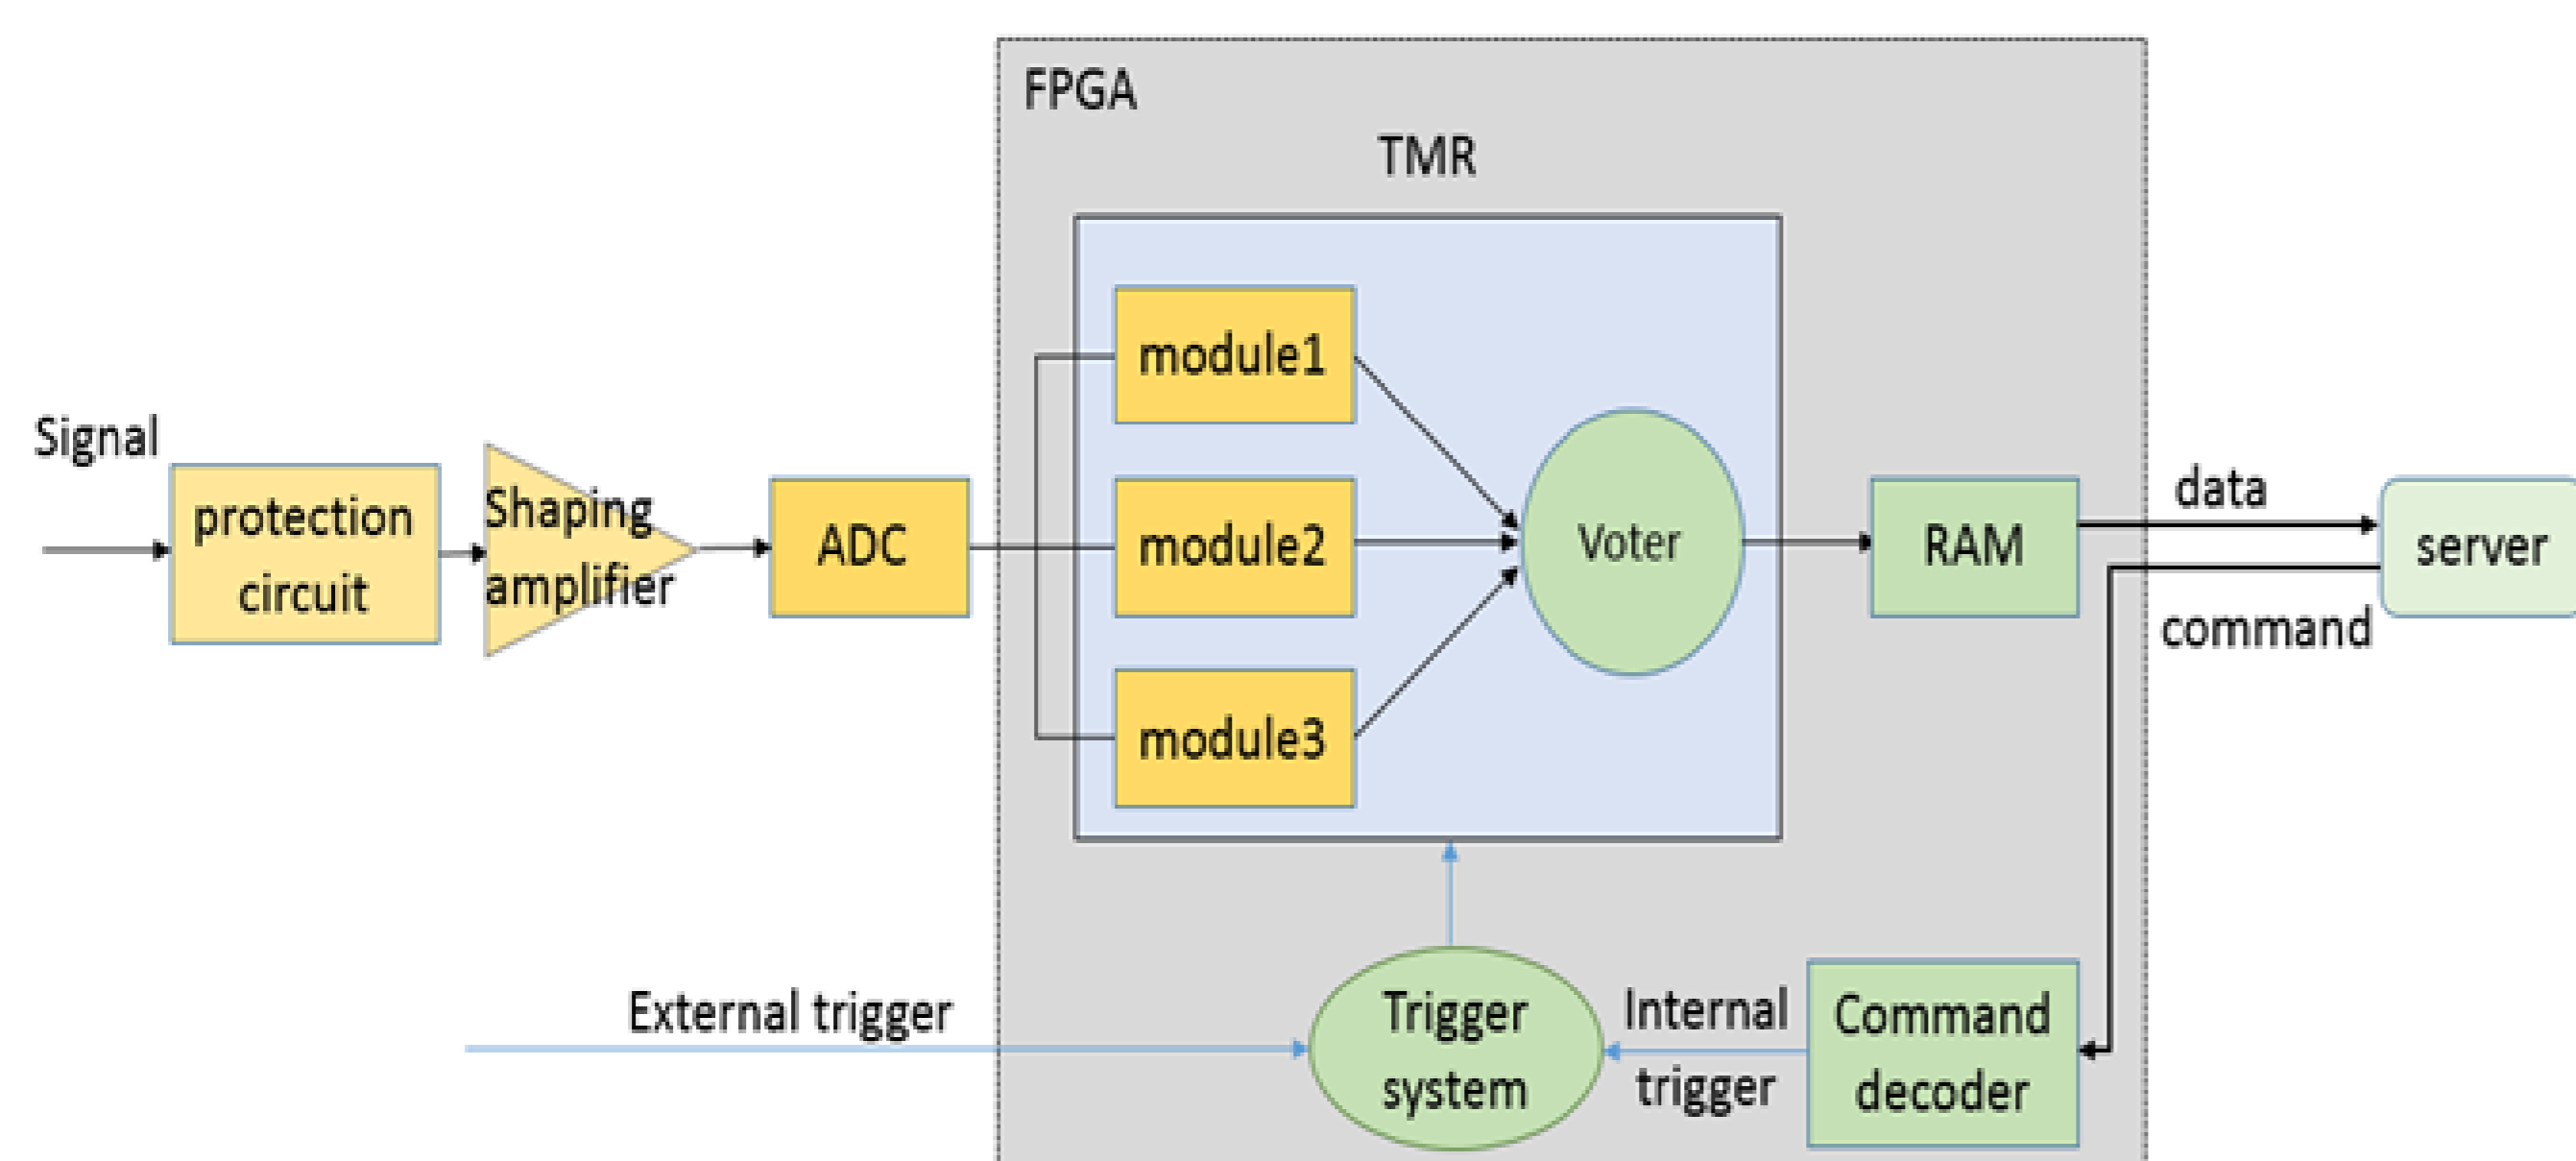 FPGA
TMR
Signal
protection
circuit
Shaping
amplifier
ADC
module1
module2
module3
Voter
RAM
data
server
command
External trigger
Trigger
system
Internal
trigger
Command
decoder